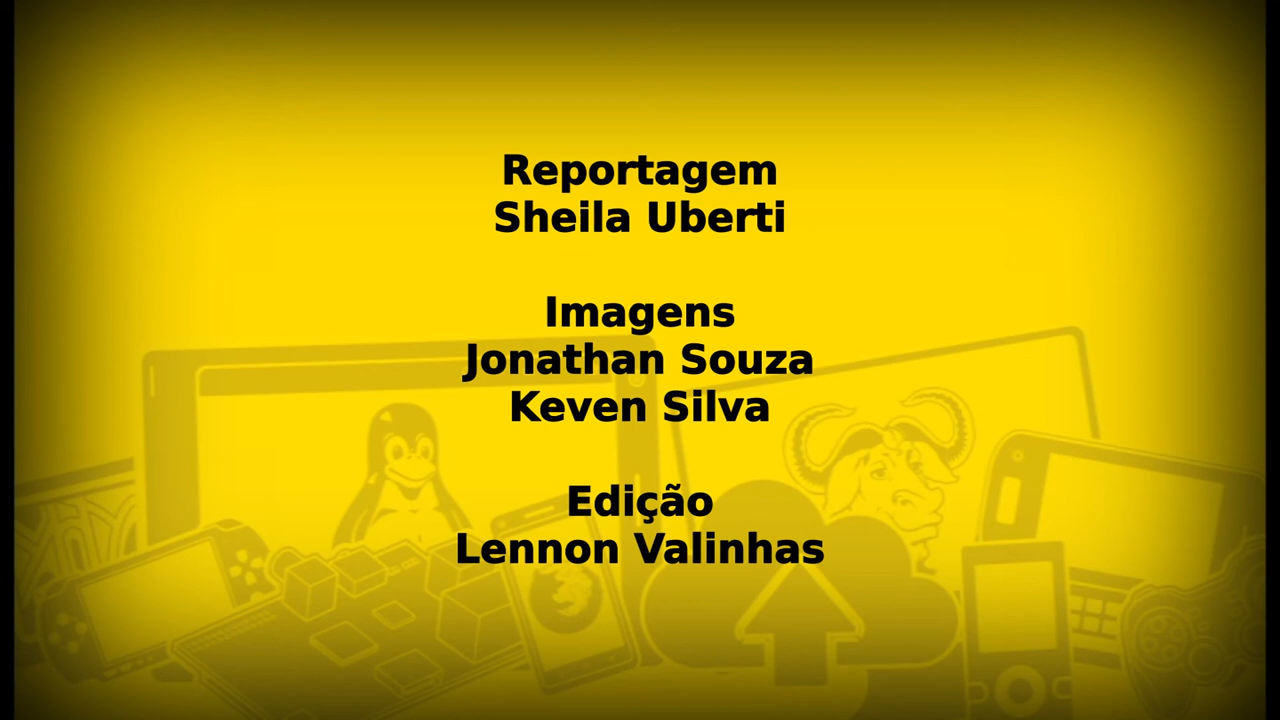 Reportagem
Sheila Uberti
Imagens
Jonathan Souza
Keven Silva
Edição
Lennon Valinhas